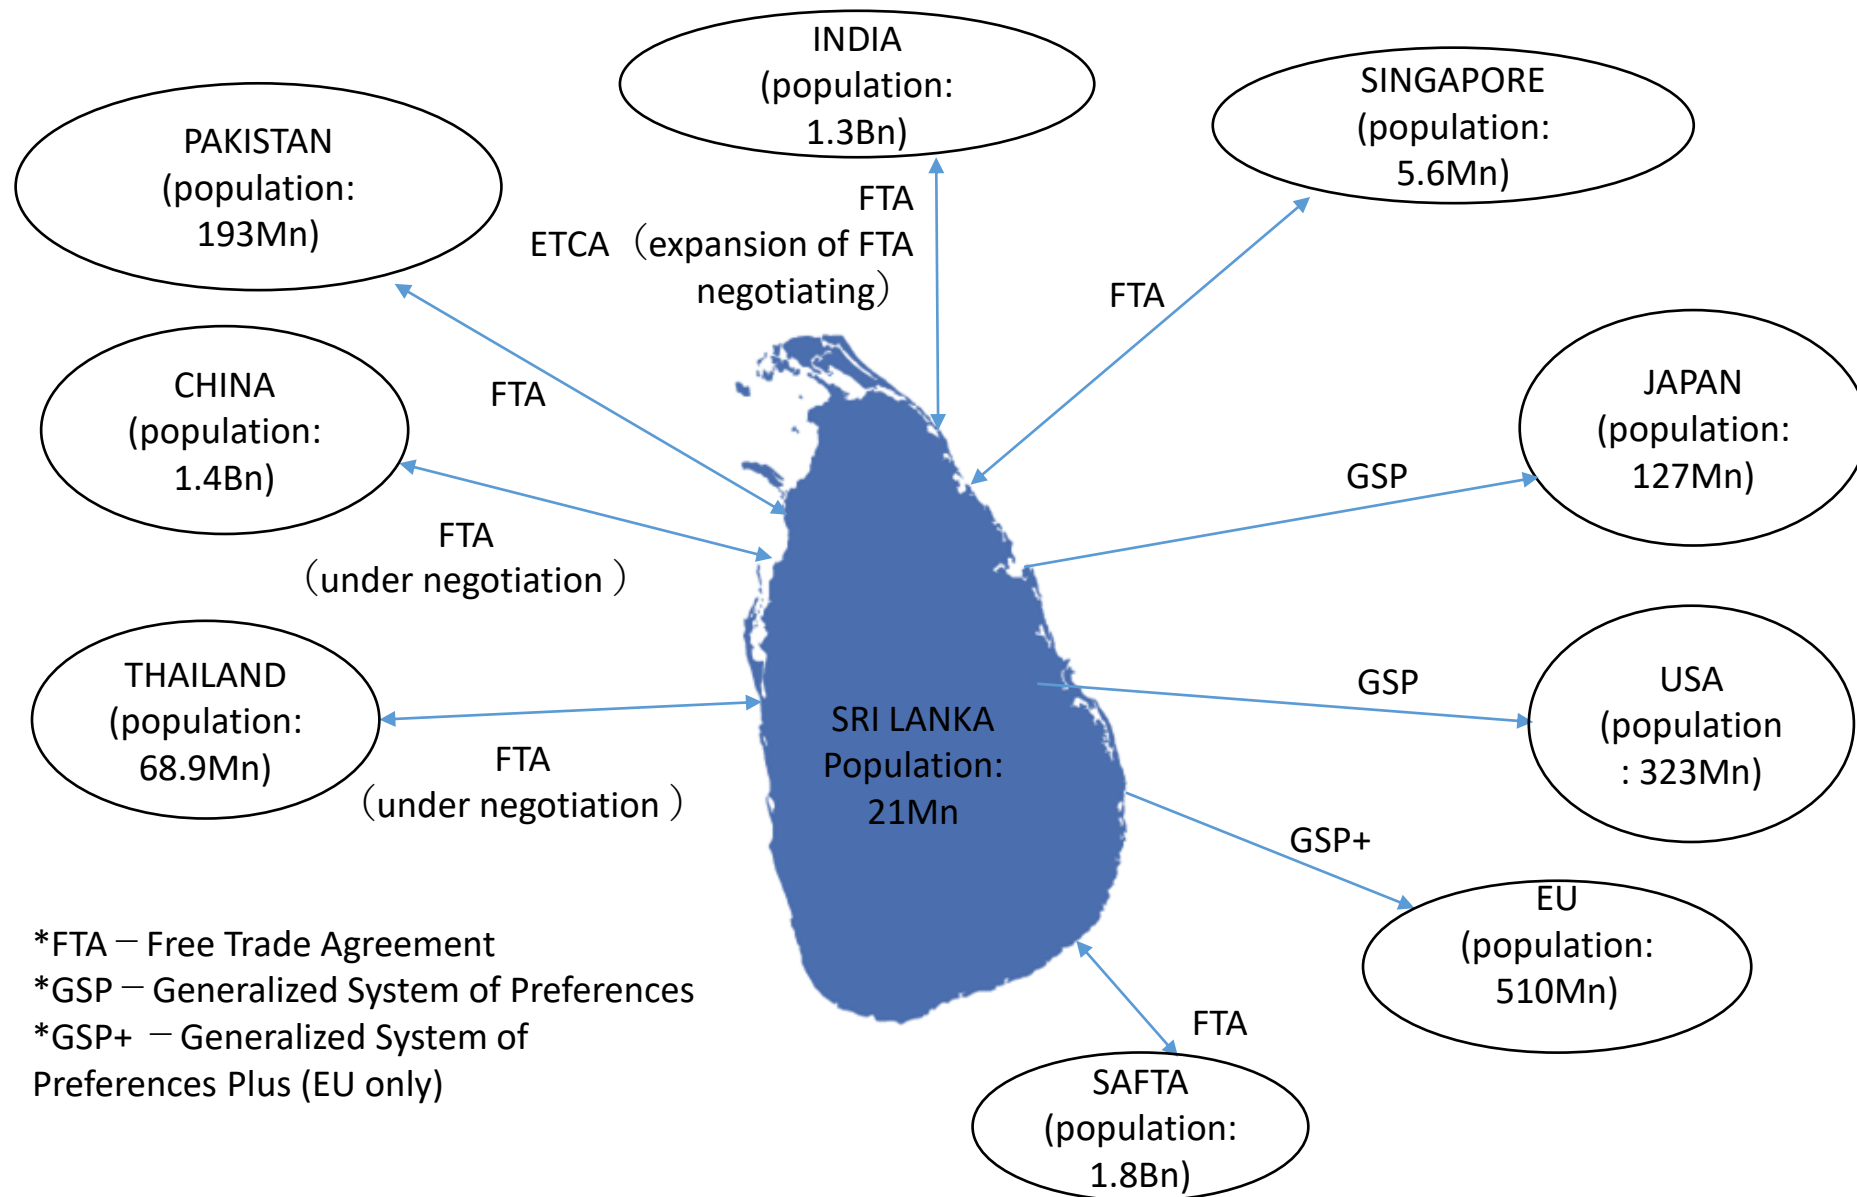 INDIA
(population:
1.3Bn)
SINGAPORE
(population:
5.6Mn)
PAKISTAN
(population:
193Mn)
FTA
ETCA（expansion of FTA
negotiating）
FTA
CHINA
(population:
1.4Bn)
FTA
JAPAN
(population:
127Mn)
GSP
FTA
（under negotiation ）
THAILAND
(population:
68.9Mn)
FTA
（under negotiation ）
SRI LANKA
Population:
21Mn
GSP
USA
(population
: 323Mn)
GSP+
EU
(population:
510Mn)
FTA
SAFTA
(population:
1.8Bn)
*FTA － Free Trade Agreement
*GSP － Generalized System of Preferences
*GSP+ － Generalized System of
Preferences Plus (EU only)